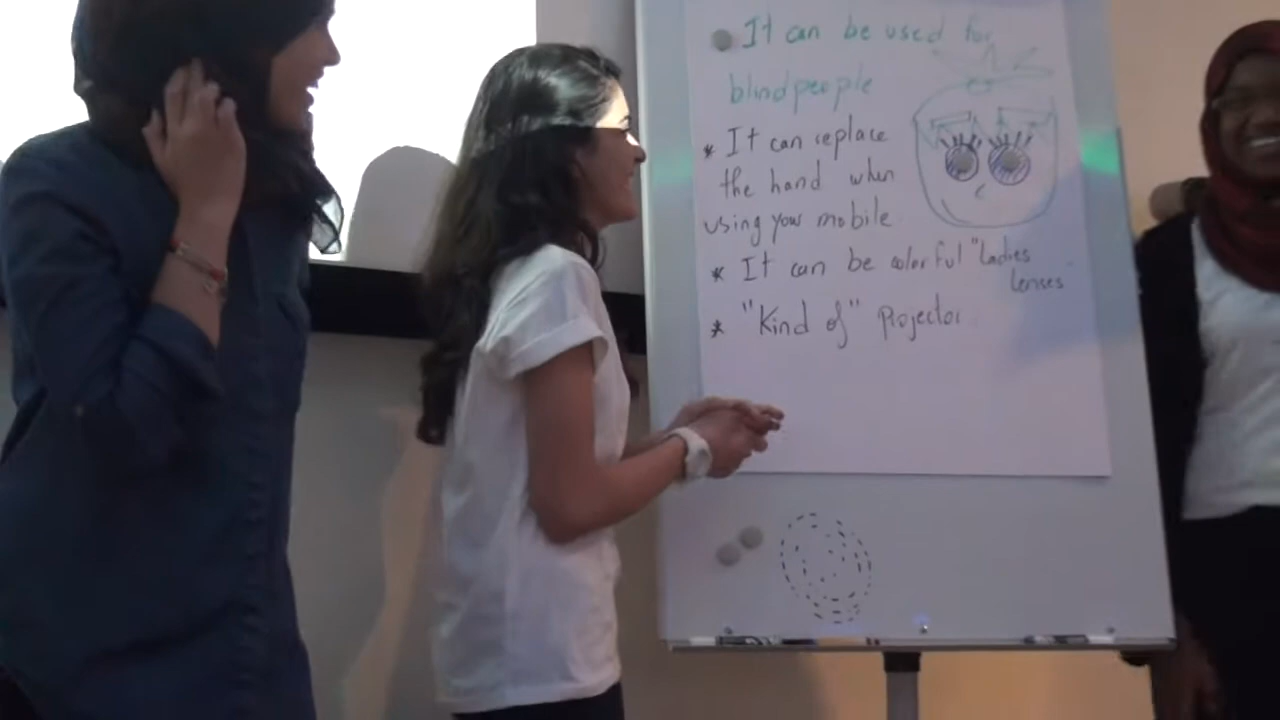 It can be used for
blind people
* It can replace
the hand when
using your mobile
* It can be colorful "Ladies
lenses"
* "Kind of" Projector